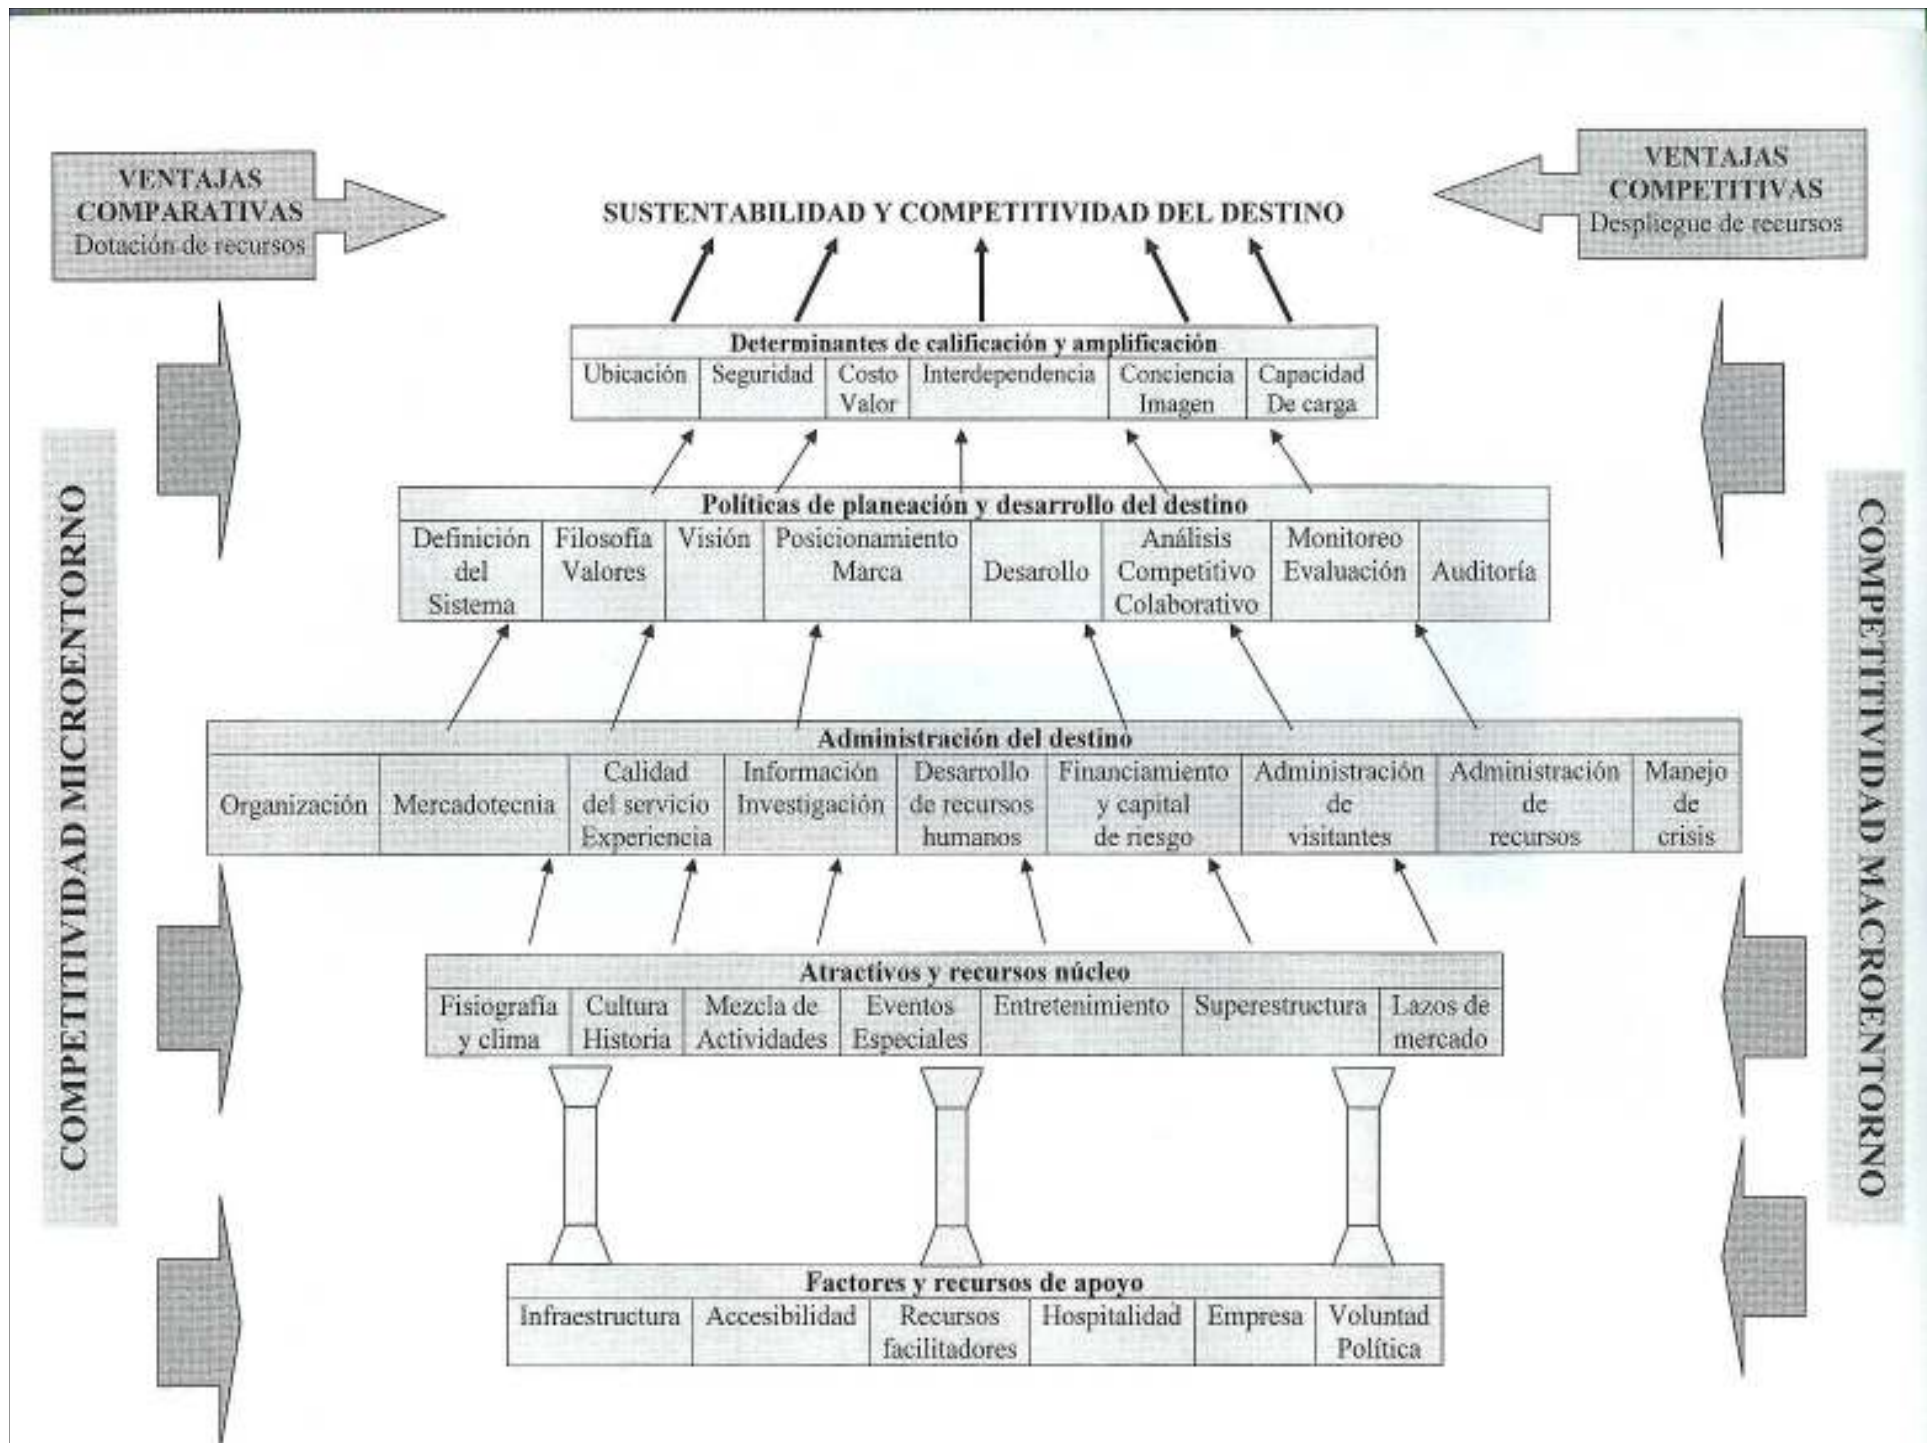 VENTAJAS
COMPARATIVAS
Dotación de recursos
VENTAJAS
COMPETITIVAS
Despliegue de recursos
SUSTENTABILIDAD Y COMPETITIVIDAD DEL DESTINO
COMPETITIVIDAD MICROENTORNO
COMPETITIVIDAD MACROENTORNO
Determinantes de calificación y amplificación
Ubicación
Seguridad
Costo
Valor
Interdependencia
Conciencia
Imagen
Capacidad
De carga
Políticas de planeación y desarrollo del destino
Definición
del
Sistema
Filosofía
Valores
Visión
Posicionamiento
Marca
Desarollo
Análisis
Competitivo
Colaborativo
Monitoreo
Evaluación
Auditoría
Administración del destino
Organización
Mercadotecnia
Calidad
del servicio
Experiencia
Información
Investigación
Desarrollo
de recursos
humanos
Financiamiento
y capital
de riesgo
Administración
de
visitantes
Administración
de
recursos
Manejo
de
crisis
Atractivos y recursos núcleo
Fisiografía
y clima
Cultura
Historia
Mezcla de
Actividades
Eventos
Especiales
Entretenimiento
Superestructura
Lazos de
mercado
Factores y recursos de apoyo
Infraestructura
Accesibilidad
Recursos
facilitadores
Hospitalidad
Empresa
Voluntad
Política